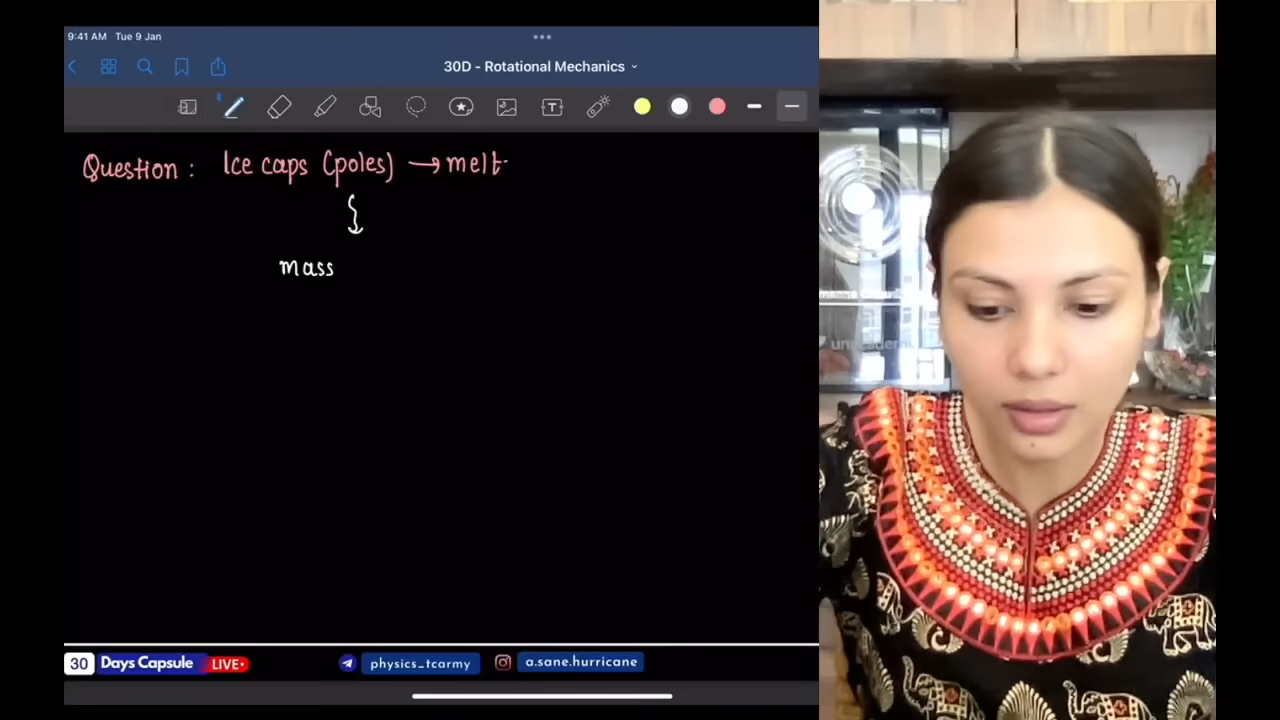 9:41 AM Tue 9 Jan
30D - Rotational Mechanics
Question : Ice caps (poles) → melt
mass
30 Days Capsule LIVE
physics_tcarmy
a.sane.hurricane